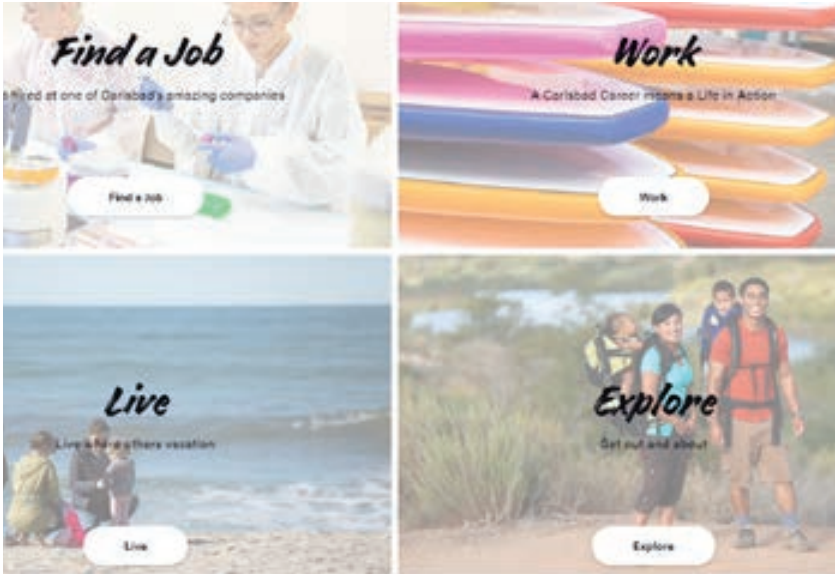 Find a Job
hired at one of Carlsbad's amazing companies
Find a Job
Work
A Carlsbad Career means a Life in Action
Work
Live
Live where others vacation
Live
Explore
Get out and about
Explore